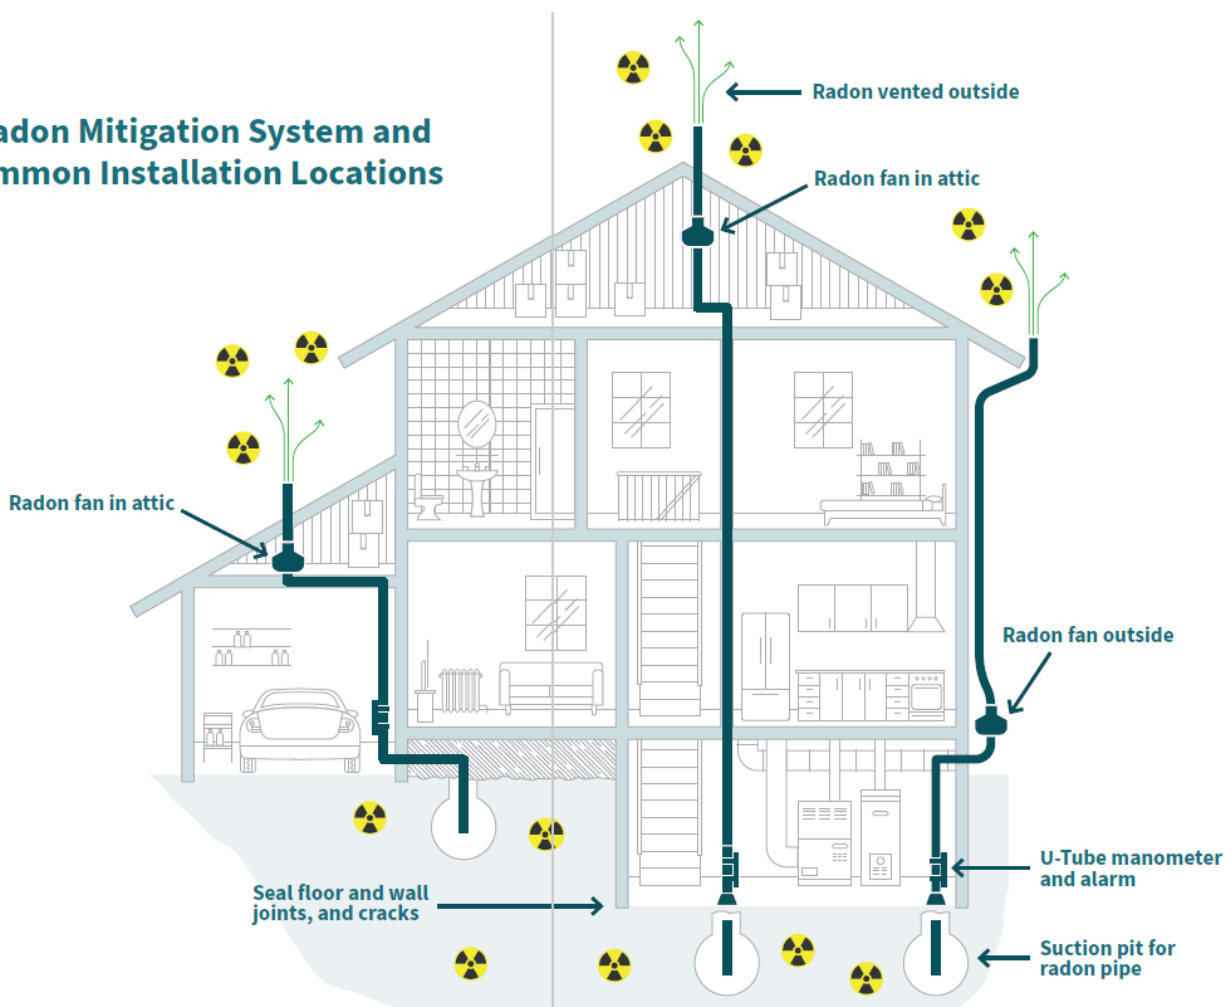 adon Mitigation System and
mmon Installation Locations
Radon vented outside
Radon fan in attic
Radon fan in attic
Radon fan outside
U-Tube manometer
and alarm
Seal floor and wall
joints, and cracks
Suction pit for
radon pipe